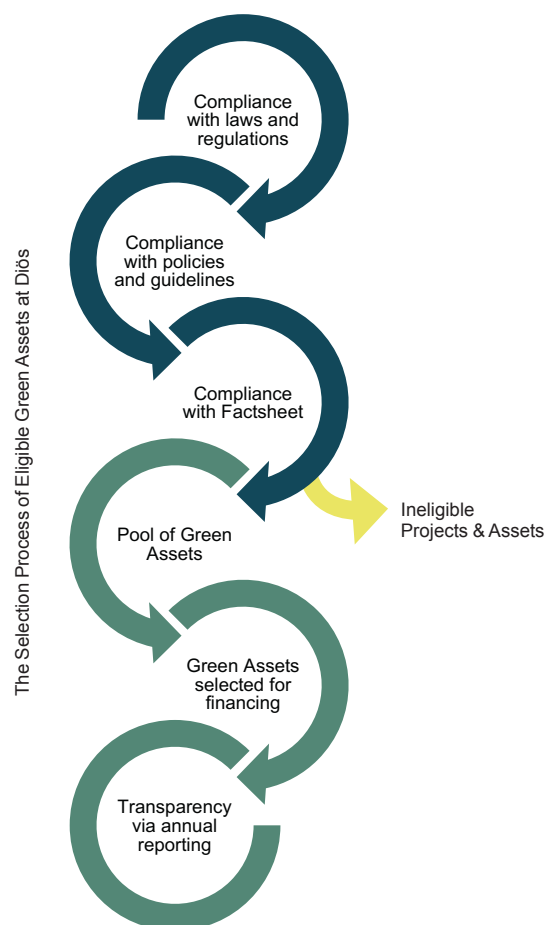 The Selection Process of Eligible Green Assets at Diös
Compliance
with laws and
regulations
Compliance
with policies
and guidelines
Compliance
with Factsheet
Ineligible
Projects & Assets
Pool of Green
Assets
Green Assets
selected for
financing
Transparency
via annual
reporting